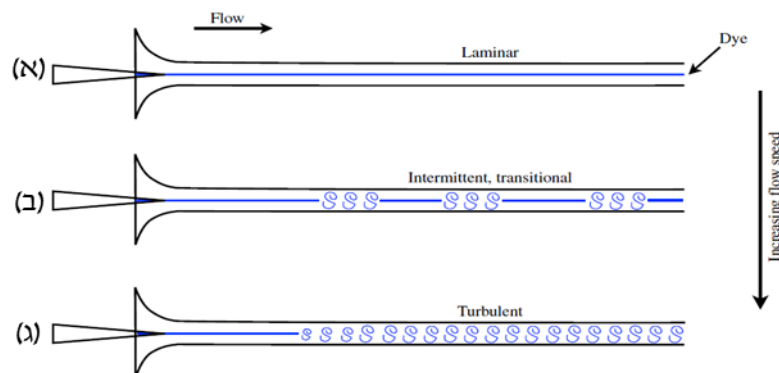 Flow
Dye
Laminar
(א)
Intermittent, transitional
(ב)
Increasing flow speed
Turbulent
(ג)